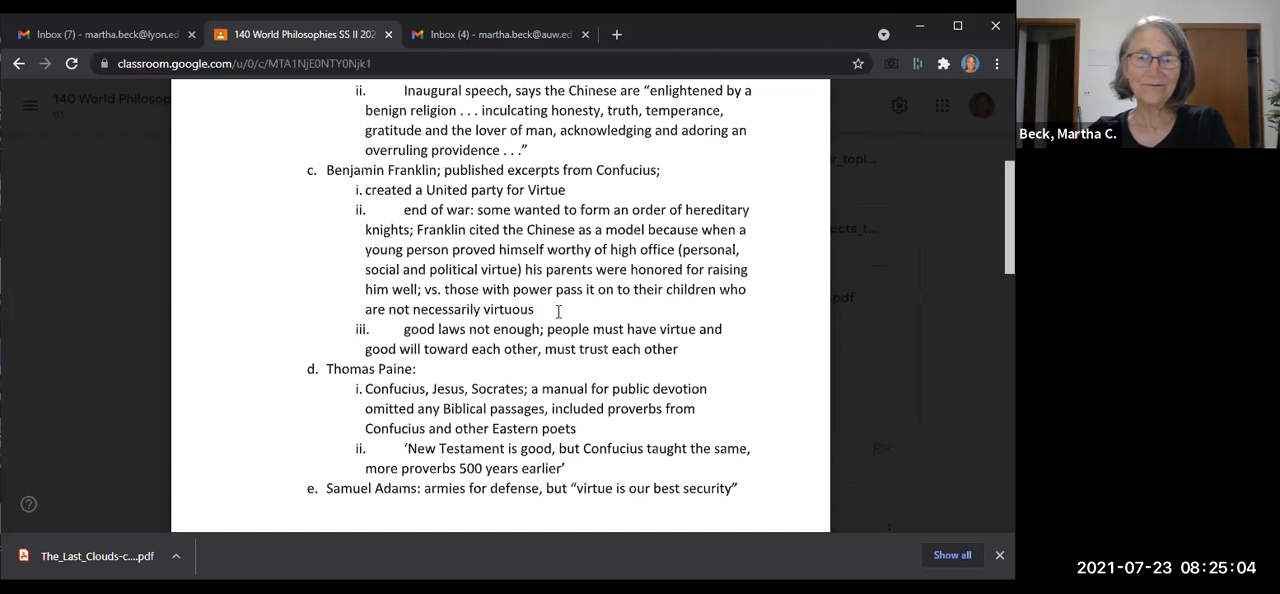 Inbox (7) - martha.beck@lyon.ed
140 World Philosophies SS II 202
Inbox (4) - martha.beck@auw.ed
classroom.google.com/u/0/c/MTA1NjE0NTY0Njk1
140 World Philosop
01
er_topi...
ects_t...
.pdf
ii. Inaugural speech, says the Chinese are “enlightened by a
benign religion . . . inculcating honesty, truth, temperance,
gratitude and the lover of man, acknowledging and adoring an
overruling providence . . .”
c. Benjamin Franklin; published excerpts from Confucius;
i. created a United party for Virtue
ii. end of war: some wanted to form an order of hereditary
knights; Franklin cited the Chinese as a model because when a
young person proved himself worthy of high office (personal,
social and political virtue) his parents were honored for raising
him well; vs. those with power pass it on to their children who
are not necessarily virtuous
iii. good laws not enough; people must have virtue and
good will toward each other, must trust each other
d. Thomas Paine:
i. Confucius, Jesus, Socrates; a manual for public devotion
omitted any Biblical passages, included proverbs from
Confucius and other Eastern poets
ii. ‘New Testament is good, but Confucius taught the same,
more proverbs 500 years earlier’
e. Samuel Adams: armies for defense, but “virtue is our best security”
The_Last_Clouds-c....pdf
Show all
Beck, Martha C.
2021-07-23 08:25:04